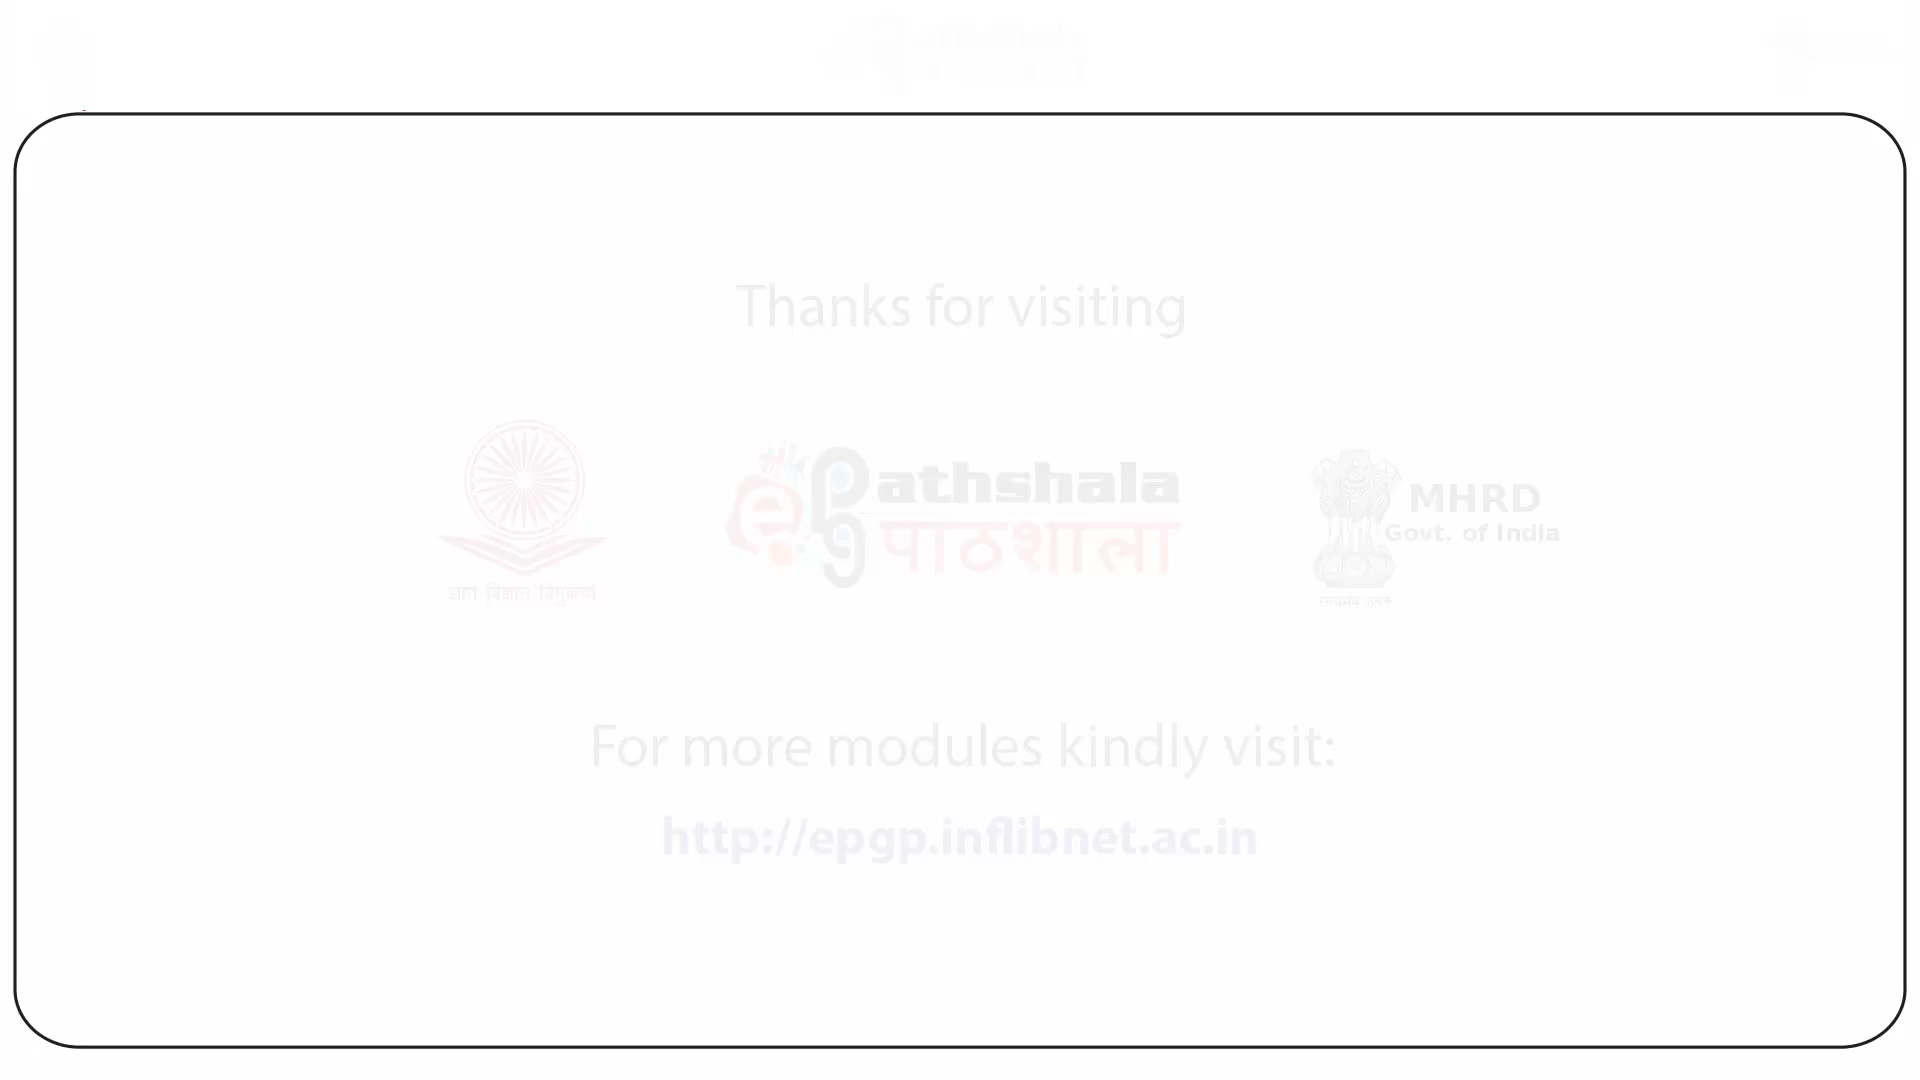 Thanks for visiting
Pathshala
पाठशाला
MHRD
Govt. of India
ज्ञान-विज्ञान विमुक्तये
For more modules kindly visit:
http://epgp.inflibnet.ac.in